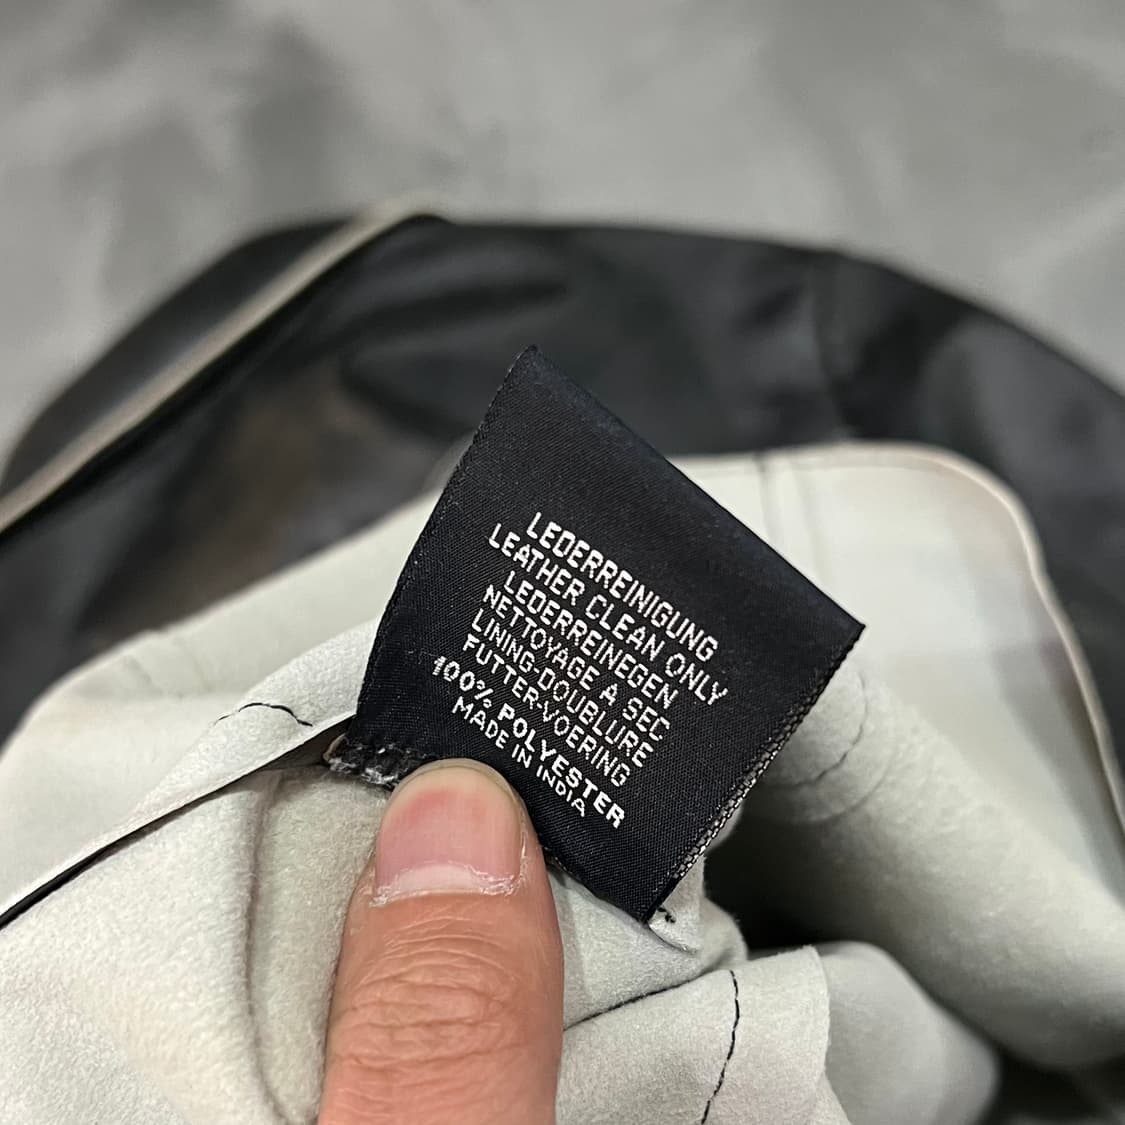 LEDERREINIGUNG
LEATHER CLEAN ONLY
LEDERREINEGEN
NETTOYAGE A SEC
LINING-DOUBLURE
FUTTER-VOERING
100% POLYESTER
MADE IN INDIA